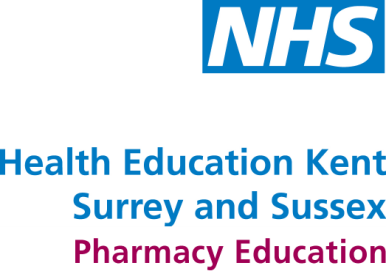 NHS
Health Education Kent
Surrey and Sussex
Pharmacy Education